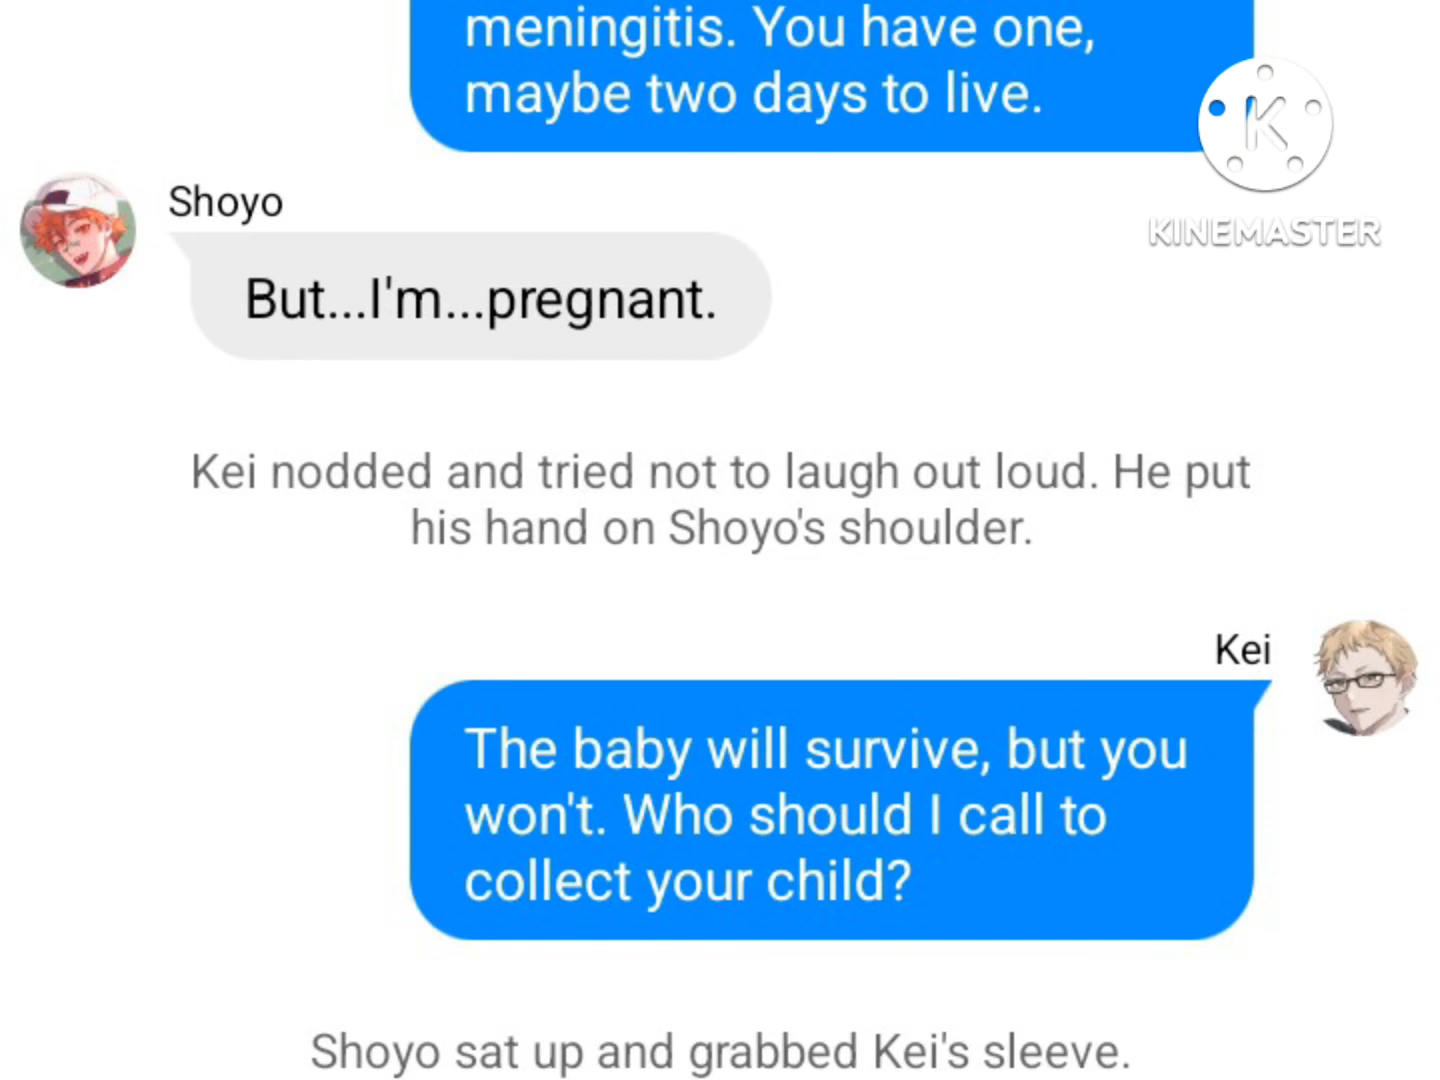 meningitis. You have one,
maybe two days to live.
K
KINEMASTER
Shoyo
But...I'm...pregnant.
Kei nodded and tried not to laugh out loud. He put
his hand on Shoyo's shoulder.
Kei
The baby will survive, but you
won't. Who should I call to
collect your child?
Shoyo sat up and grabbed Kei's sleeve.